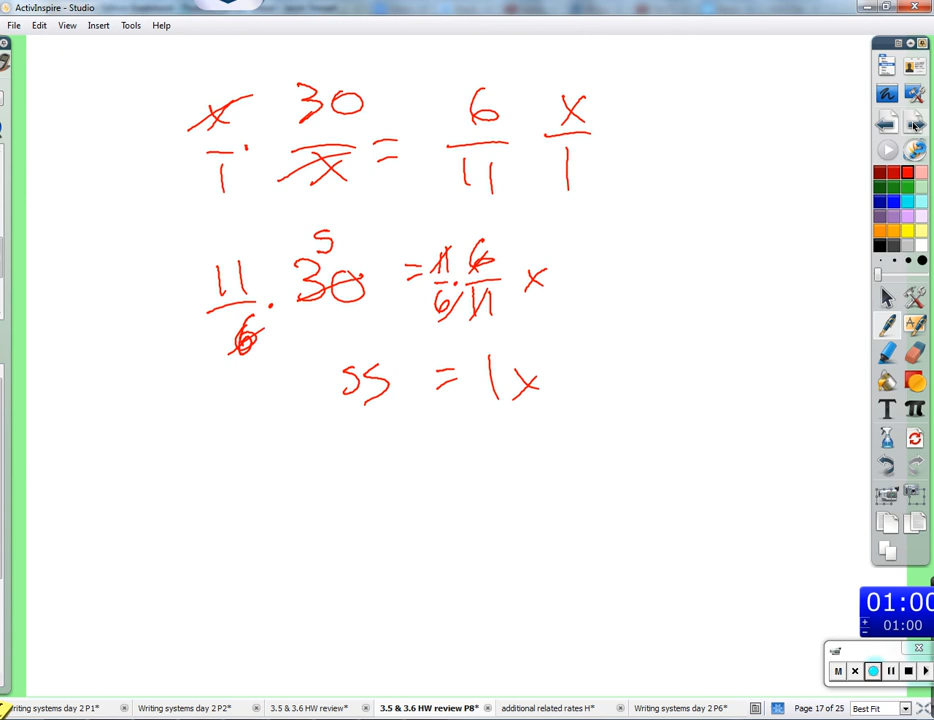 ActivInspire - Studio
File Edit View Insert Tools Help
x/1 · 30/x = 6/11 x/1
5
11/6 · 30 = 11/6 · 6/11 x
55 = 1x
01:00
01:00
M
Page 17 of 25 Best Fit
riting systems day 2 P1* Writing systems day 2 P2* 3.5 & 3.6 HW review* 3.5 & 3.6 HW review P8* additional related rates H* Writing systems day 2 P6*